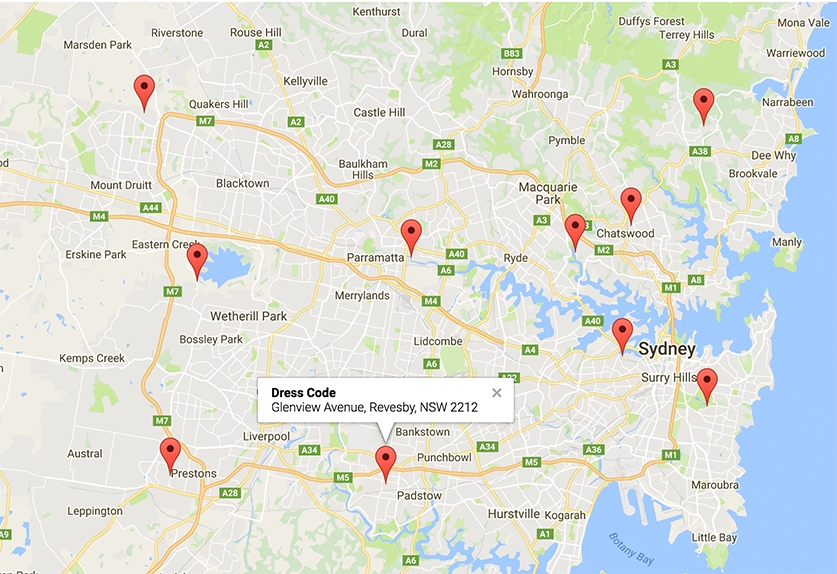 Kenthurst
Duffys Forest
Terrey Hills
Mona Vale
Riverstone
Rouse Hill
Dural
Marsden Park
A2
B83
Warriewood
A3
Hornsby
Kellyville
Wahroonga
Quakers Hill
Castle Hill
Narrabeen
M7
A2
Pymble
A8
A28
A38
Dee Why
Baulkham
Hills
M2
Brookvale
Mount Druitt
Blacktown
Macquarie
Park
A40
A44
M4
A3
Chatswood
Eastern Creek
Manly
M2
Erskine Park
Parramatta
A40
Ryde
A6
A8
M7
M1
Merrylands
M4
Wetherill Park
A40
Bossley Park
Lidcombe
Sydney
A4
Kemps Creek
A6
Surry Hills
Dress Code
Glenview Avenue, Revesby, NSW 2212
M7
Liverpool
Bankstown
A34
A34
A36
Austral
Punchbowl
M5
M1
Prestons
M5
A28
Padstow
Maroubra
Leppington
Hurstville
Kogarah
A9
A1
Little Bay
Botany Bay
A6